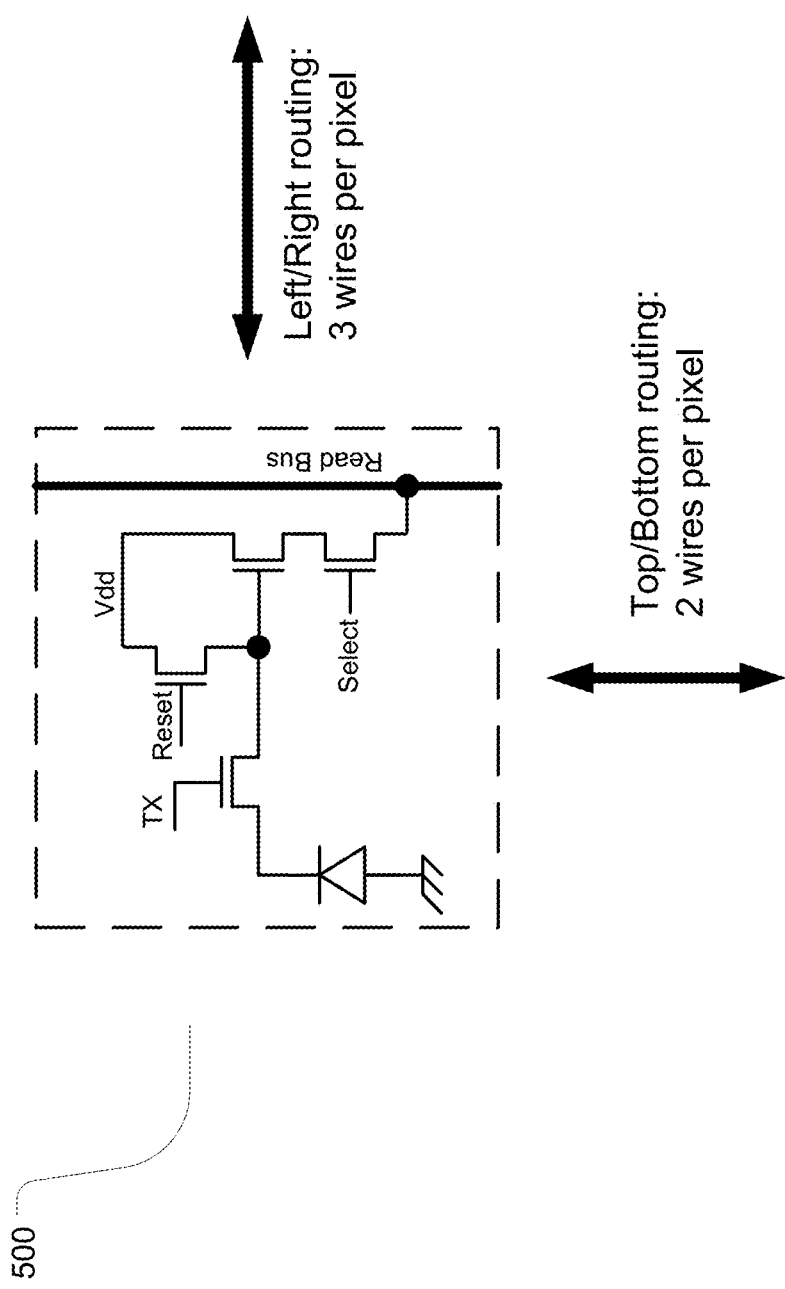 Vdd
Reset
TX
Select
Read Bus
Left/Right routing:
3 wires per pixel
Top/Bottom routing:
2 wires per pixel
500